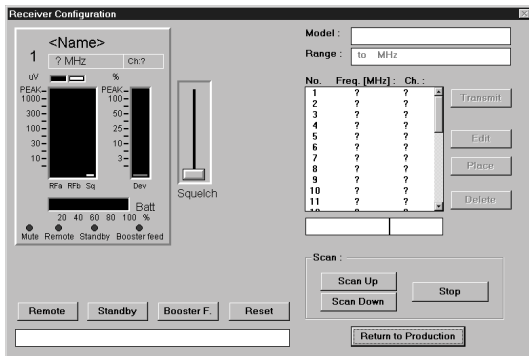 Receiver Configuration
<Name>
1 ? MHz Ch:?
uV %
PEAK PEAK
1000 100
300 50
100 25
30 10
10 3
RFa RFb Sq Dev
Batt
20 40 60 80 100 %
Mute Remote Standby Booster feed
Squelch
Remote Standby Booster F. Reset
Model :
Range : to MHz
No. Freq. [MHz] : Ch. :
1 ? ?
2 ? ?
3 ? ?
4 ? ?
5 ? ?
6 ? ?
7 ? ?
8 ? ?
9 ? ?
10 ? ?
11 ? ?
Transmit
Edit
Place
Delete
Scan :
Scan Up
Scan Down
Stop
Return to Production